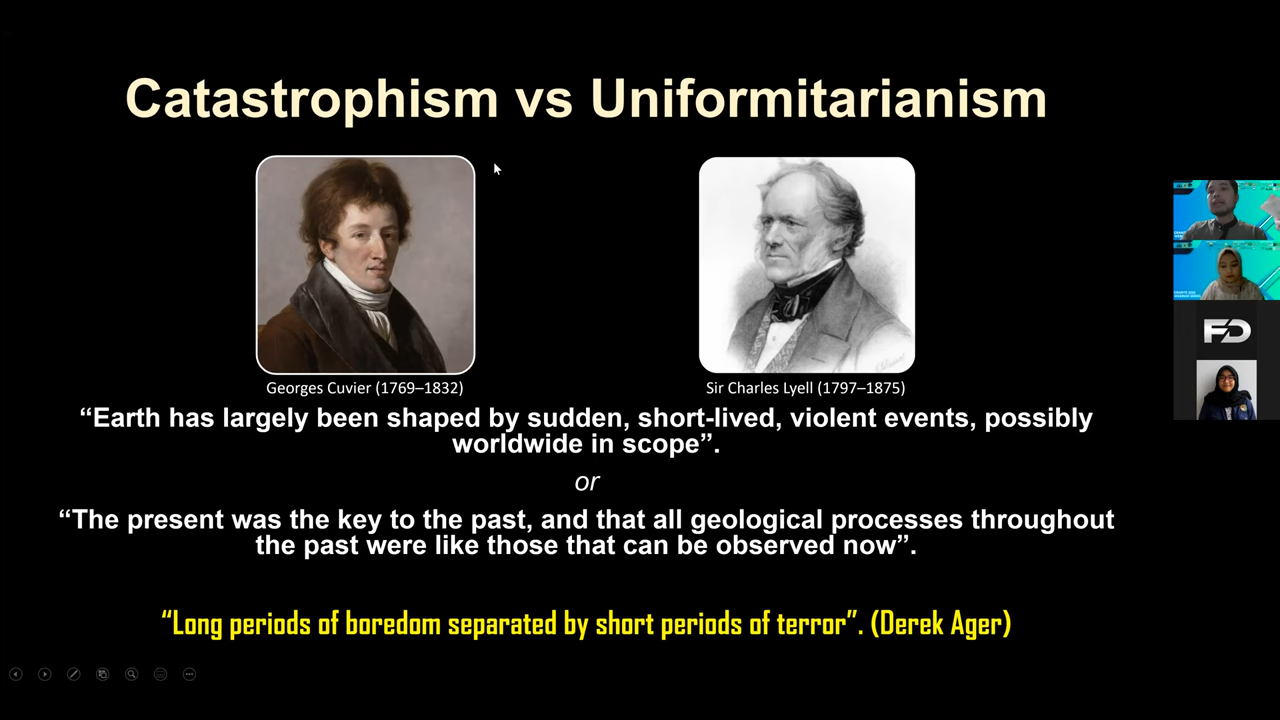 Catastrophism vs Uniformitarianism
Georges Cuvier (1769–1832)
Sir Charles Lyell (1797–1875)
“Earth has largely been shaped by sudden, short-lived, violent events, possibly
worldwide in scope”.
or
“The present was the key to the past, and that all geological processes throughout
the past were like those that can be observed now”.
“Long periods of boredom separated by short periods of terror”. (Derek Ager)
FD